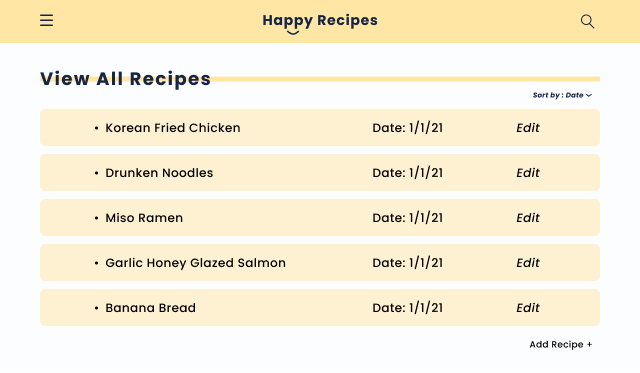 Happy Recipes
View All Recipes
Sort by : Date
• Korean Fried Chicken Date: 1/1/21 Edit
• Drunken Noodles Date: 1/1/21 Edit
• Miso Ramen Date: 1/1/21 Edit
• Garlic Honey Glazed Salmon Date: 1/1/21 Edit
• Banana Bread Date: 1/1/21 Edit
Add Recipe +